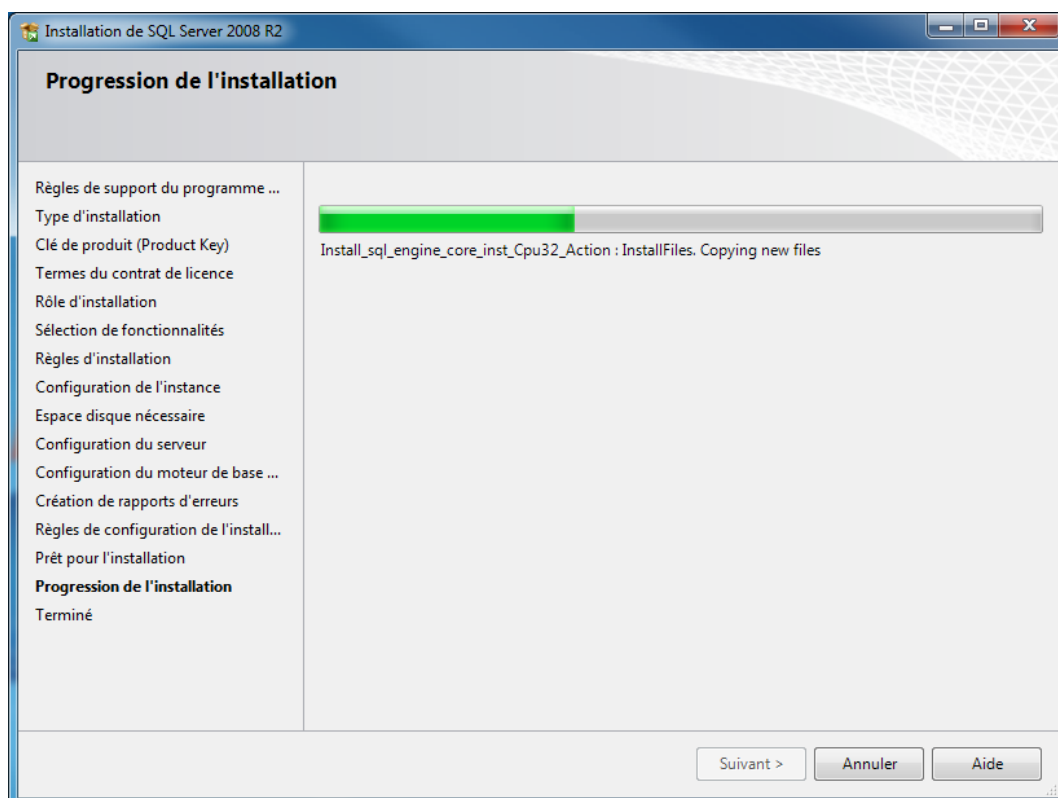 Installation de SQL Server 2008 R2
Progression de l'installation
Règles de support du programme ...
Type d'installation
Clé de produit (Product Key)
Termes du contrat de licence
Rôle d'installation
Sélection de fonctionnalités
Règles d'installation
Configuration de l'instance
Espace disque nécessaire
Configuration du serveur
Configuration du moteur de base ...
Création de rapports d'erreurs
Règles de configuration de l'install...
Prêt pour l'installation
Progression de l'installation
Terminé
Install_sql_engine_core_inst_Cpu32_Action : InstallFiles. Copying new files
Suivant >
Annuler
Aide